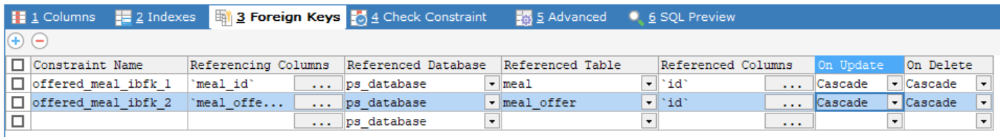 1 Columns 2 Indexes 3 Foreign Keys 4 Check Constraint 5 Advanced 6 SQL Preview
Constraint Name Referencing Columns Referenced Database Referenced Table Referenced Columns On Update On Delete
offered_meal_ibfk_1 `meal_id` ... ps_database meal `id` ... Cascade Cascade
offered_meal_ibfk_2 `meal_offe... ... ps_database meal_offer `id` ... Cascade Cascade
... ps_database ...